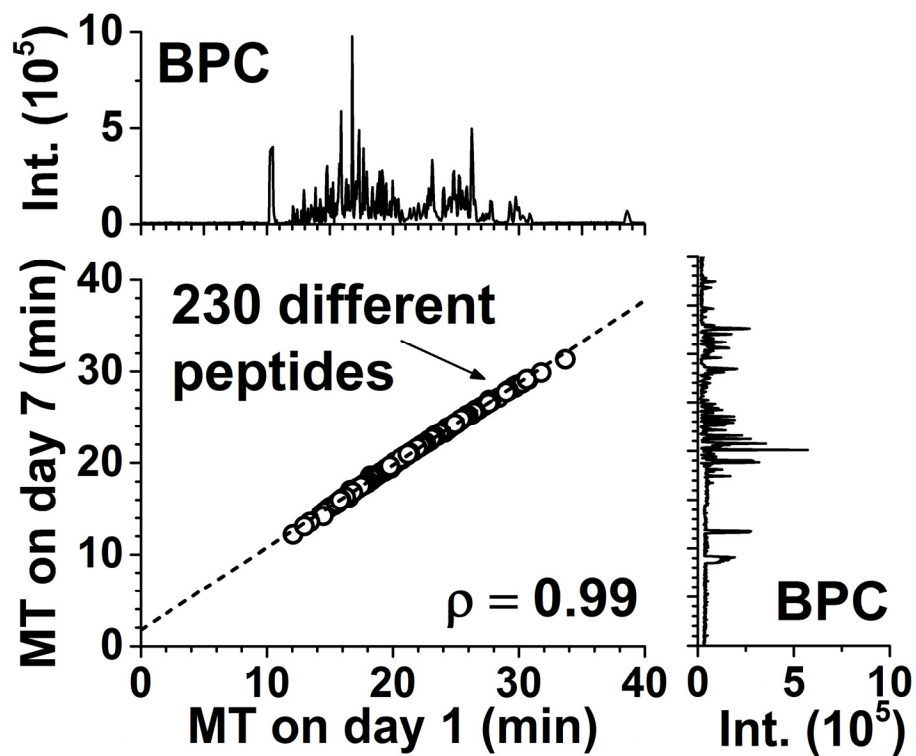 BPC
Int. (10⁵)
10
5
0
MT on day 7 (min)
40
30
20
10
0
230 different
peptides
ρ = 0.99
0 10 20 30 40
MT on day 1 (min)
BPC
0 5 10
Int. (10⁵)